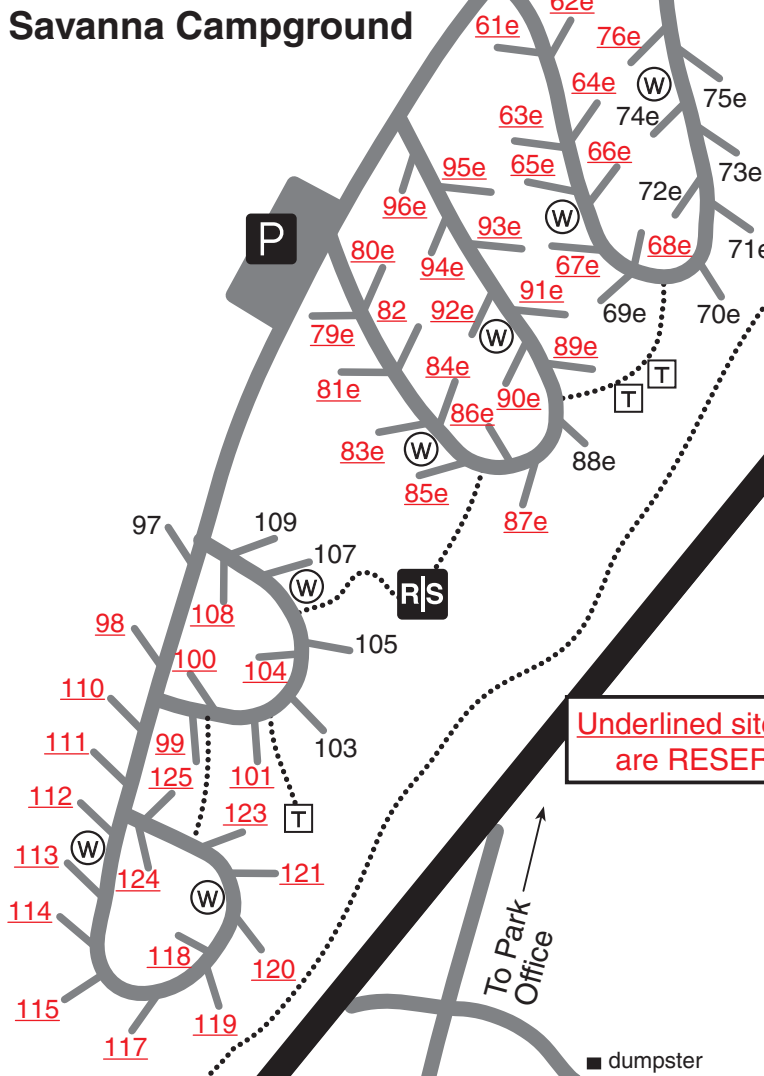 Savanna Campground
62e
61e
76e
64e
W
75e
74e
63e
66e
95e
65e
73e
72e
96e
W
93e
P
71e
80e
94e
67e
68e
91e
82
92e
69e
70e
79e
W
89e
84e
T
81e
90e
T
86e
83e
W
88e
85e
87e
109
97
107
W
R|S
108
98
105
100
104
110
Underlined site
are RESER
111
99
103
125
101
112
123
T
W
113
124
121
W
114
118
120
To Park
Office
115
119
117
dumpster